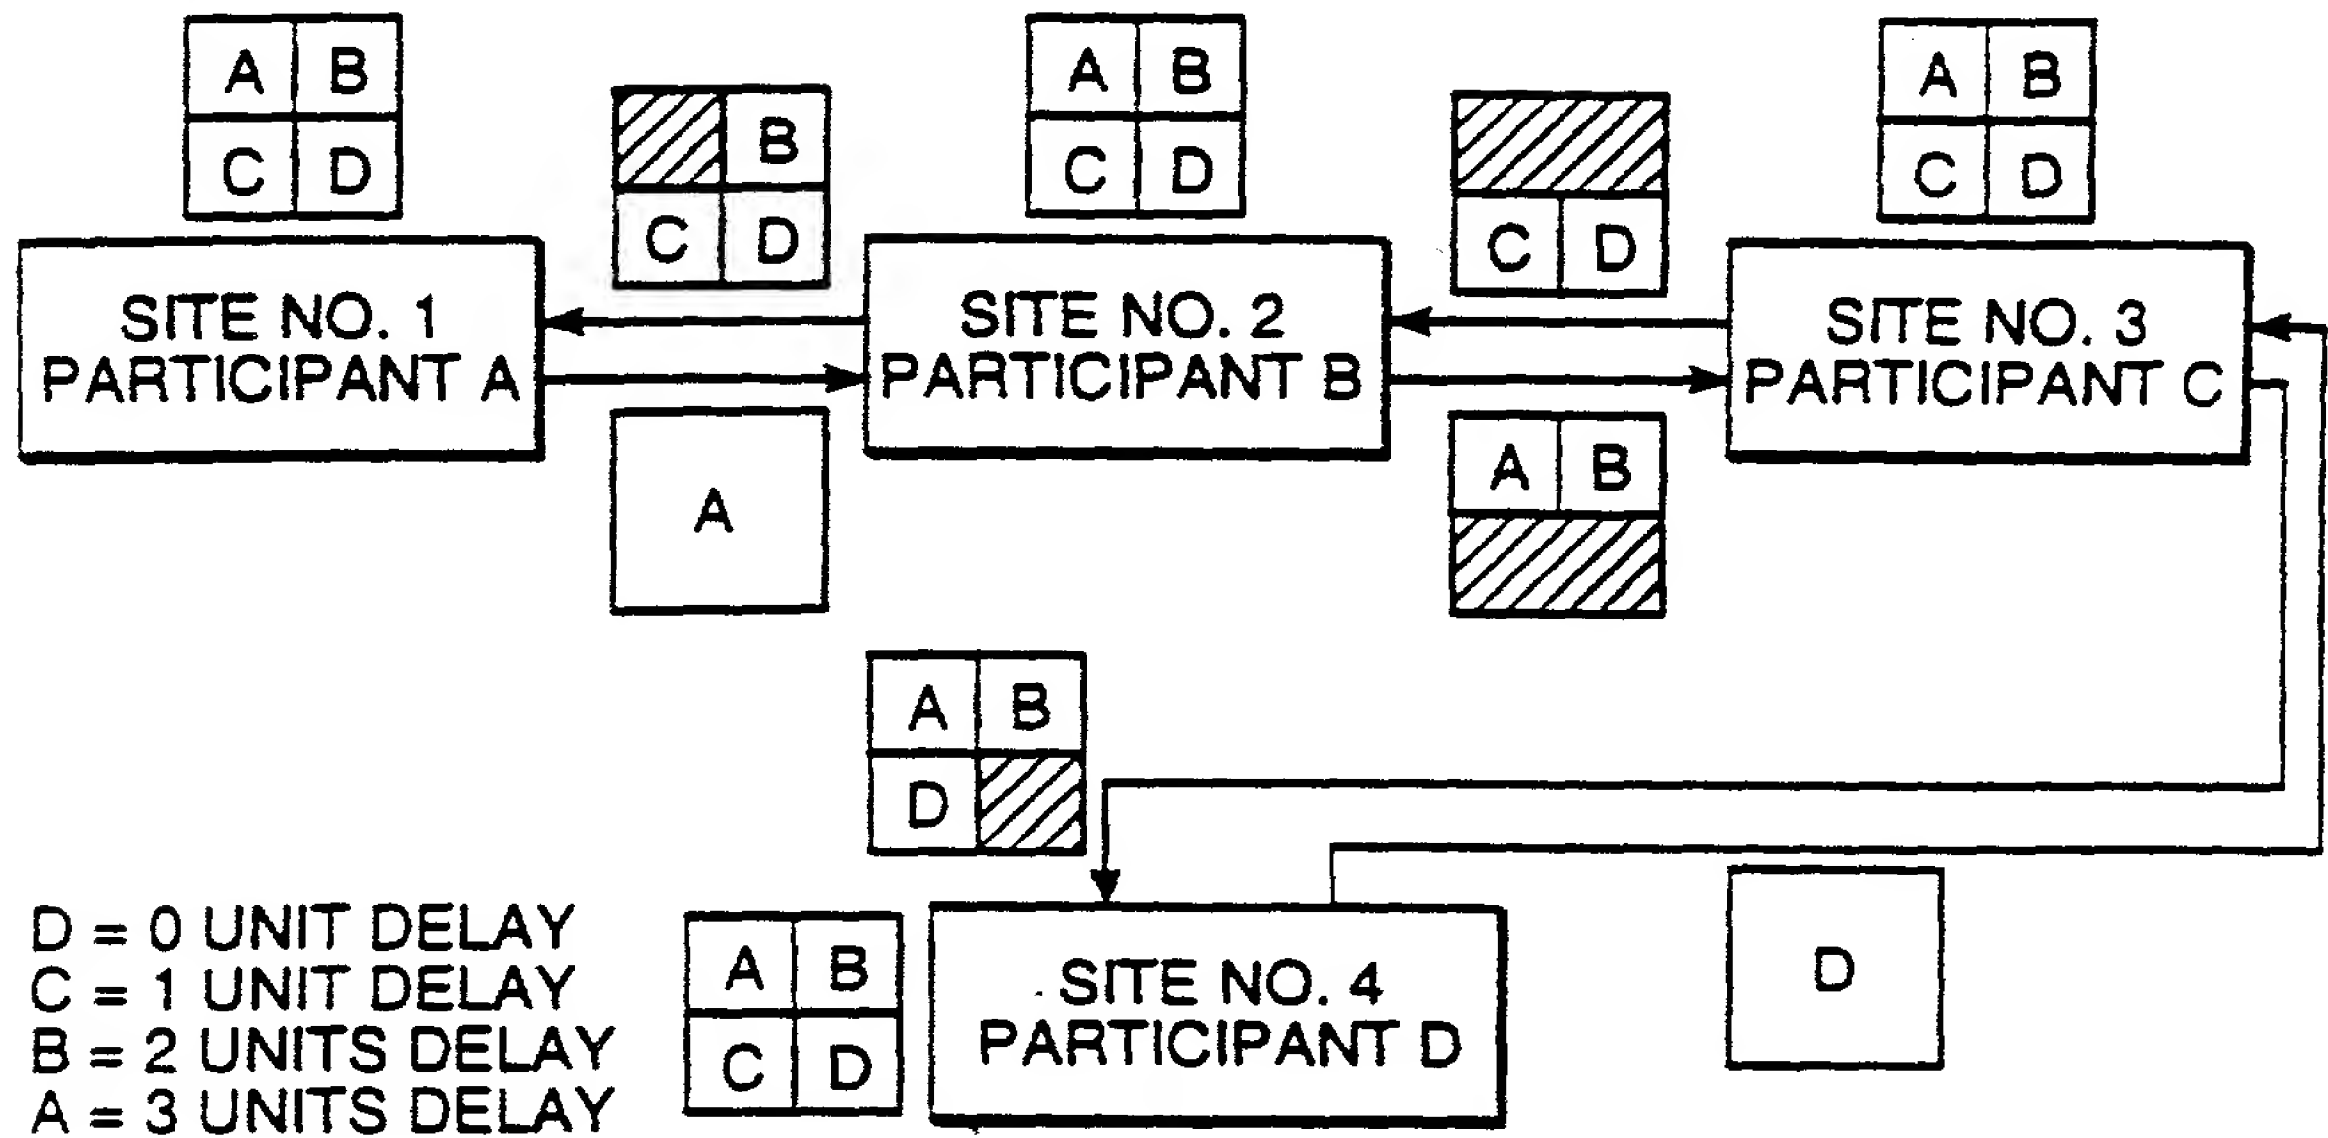 A B
C D
B
C D
A B
C D
C D
A B
C D
SITE NO. 1
PARTICIPANT A
SITE NO. 2
PARTICIPANT B
SITE NO. 3
PARTICIPANT C
A
A B
A B
D
A B
C D
SITE NO. 4
PARTICIPANT D
D
D = 0 UNIT DELAY
C = 1 UNIT DELAY
B = 2 UNITS DELAY
A = 3 UNITS DELAY